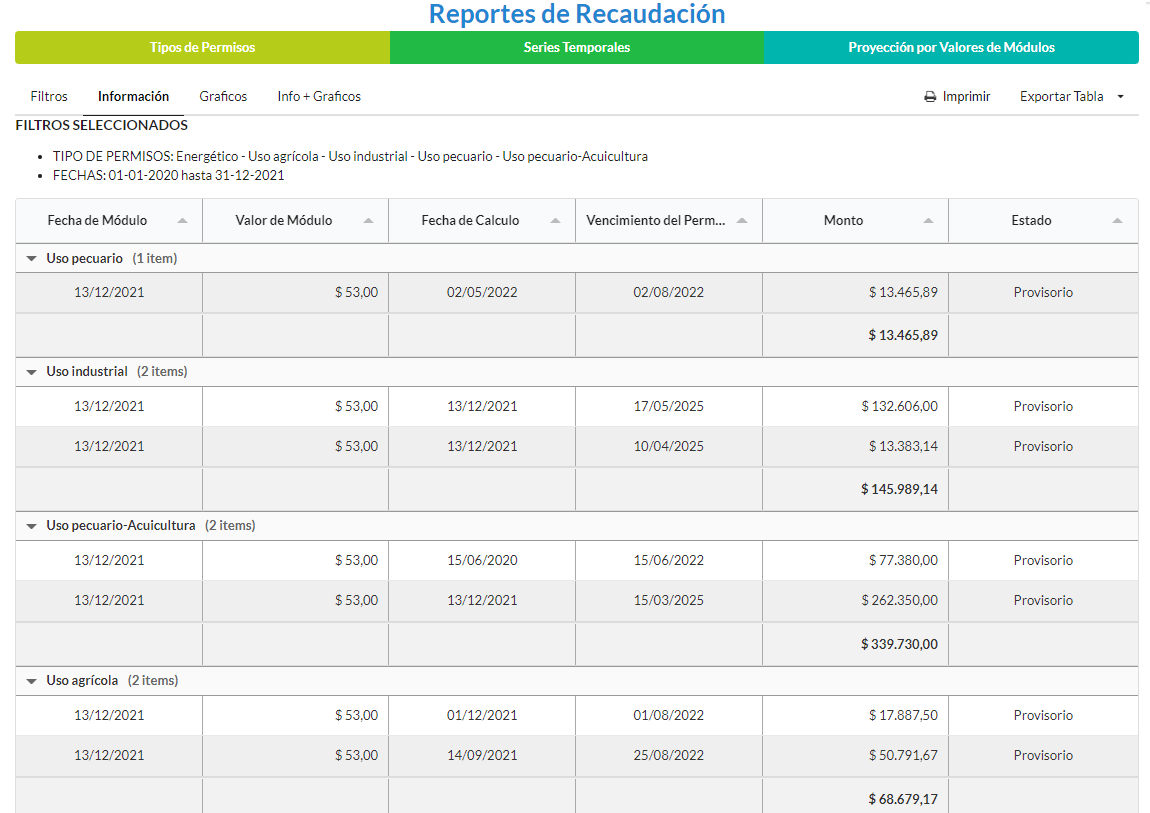 Reportes de Recaudación
Tipos de Permisos Series Temporales Proyección por Valores de Módulos
Filtros Información Graficos Info + Graficos Imprimir Exportar Tabla
FILTROS SELECCIONADOS
• TIPO DE PERMISOS: Energético - Uso agrícola - Uso industrial - Uso pecuario - Uso pecuario-Acuicultura
• FECHAS: 01-01-2020 hasta 31-12-2021
Fecha de Módulo Valor de Módulo Fecha de Calculo Vencimiento del Perm... Monto Estado
Uso pecuario (1 item)
13/12/2021 $ 53,00 02/05/2022 02/08/2022 $ 13.465,89 Provisorio
$ 13.465,89
Uso industrial (2 items)
13/12/2021 $ 53,00 13/12/2021 17/05/2025 $ 132.606,00 Provisorio
13/12/2021 $ 53,00 13/12/2021 10/04/2025 $ 13.383,14 Provisorio
$ 145.989,14
Uso pecuario-Acuicultura (2 items)
13/12/2021 $ 53,00 15/06/2020 15/06/2022 $ 77.380,00 Provisorio
13/12/2021 $ 53,00 13/12/2021 15/03/2025 $ 262.350,00 Provisorio
$ 339.730,00
Uso agrícola (2 items)
13/12/2021 $ 53,00 01/12/2021 01/08/2022 $ 17.887,50 Provisorio
13/12/2021 $ 53,00 14/09/2021 25/08/2022 $ 50.791,67 Provisorio
$ 68.679,17